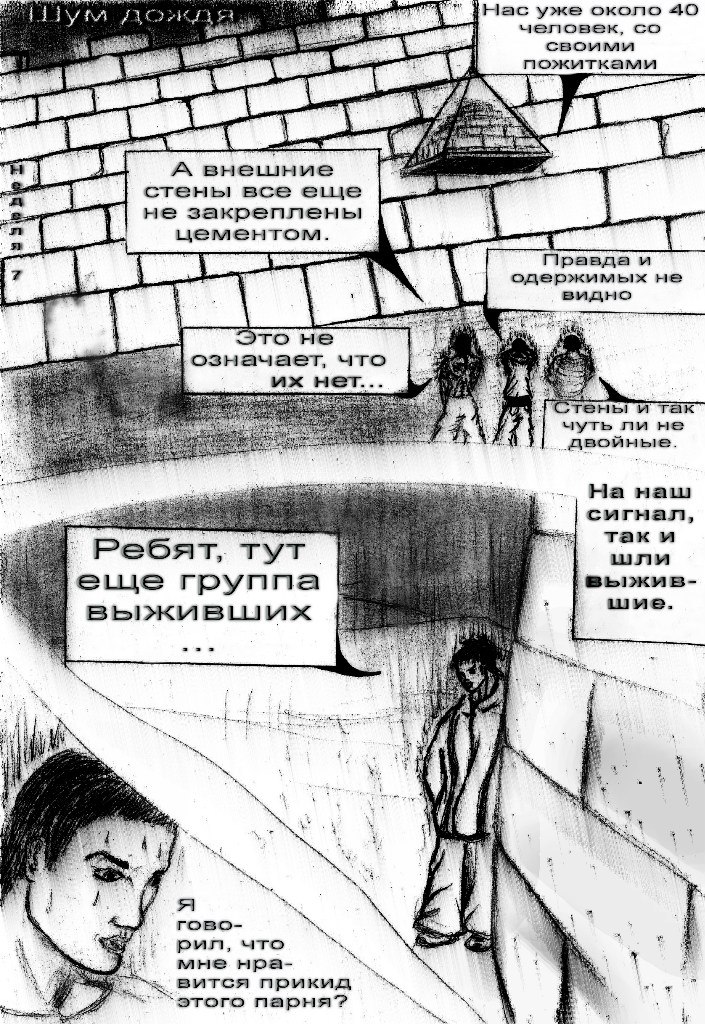 Шум дождя
Нас уже около 40
человек, со
своими
пожитками
Неделя 7
А внешние
стены все еще
не закреплены
цементом.
Правда и
одержимых не
видно
Это не
означает, что
их нет...
Стены и так
чуть ли не
двойные.
На наш
сигнал,
так и
шли
выжив-
шие.
Ребят, тут
еще группа
выживших
...
Я
гово-
рил, что
мне нра-
вится прикид
этого парня?